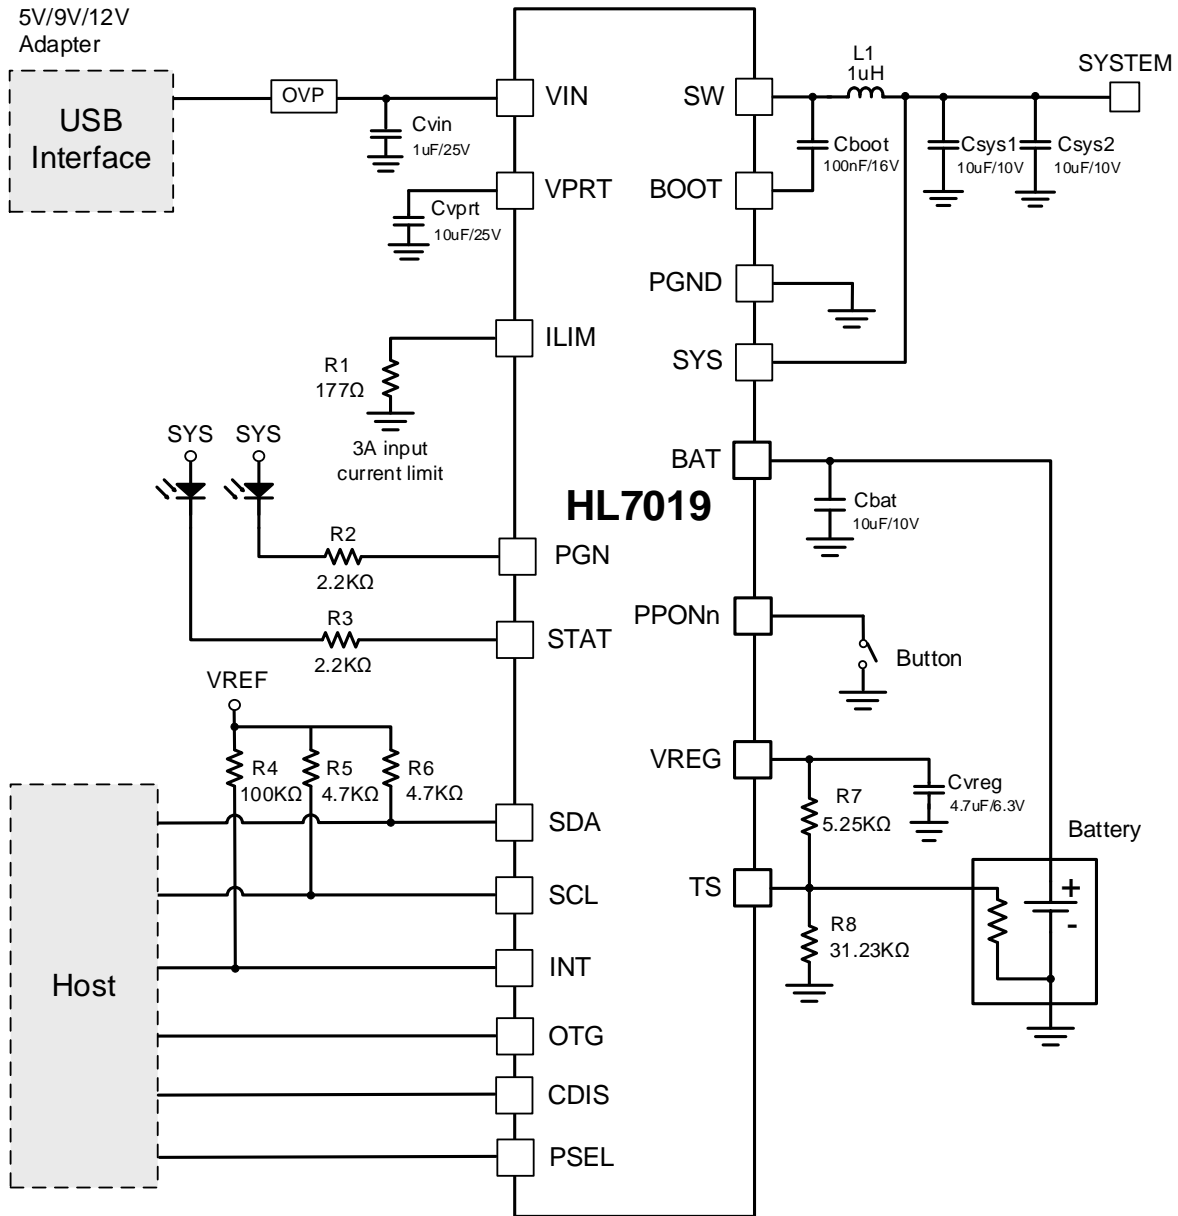 5V/9V/12V
Adapter
USB
Interface
OVP
Cvin
1uF/25V
Cvprt
10uF/25V
VIN
VPRT
ILIM
R1
177Ω
3A input
current limit
SYS
SYS
R2
2.2KΩ
PGN
R3
2.2KΩ
STAT
VREF
R4
100KΩ
R5
4.7KΩ
R6
4.7KΩ
Host
SDA
SCL
INT
OTG
CDIS
PSEL
HL7019
SW
BOOT
PGND
SYS
BAT
PPONn
VREG
TS
L1
1uH
SYSTEM
Cboot
100nF/16V
Csys1
10uF/10V
Csys2
10uF/10V
Cbat
10uF/10V
Button
R7
5.25KΩ
Cvreg
4.7uF/6.3V
R8
31.23KΩ
Battery
+
-